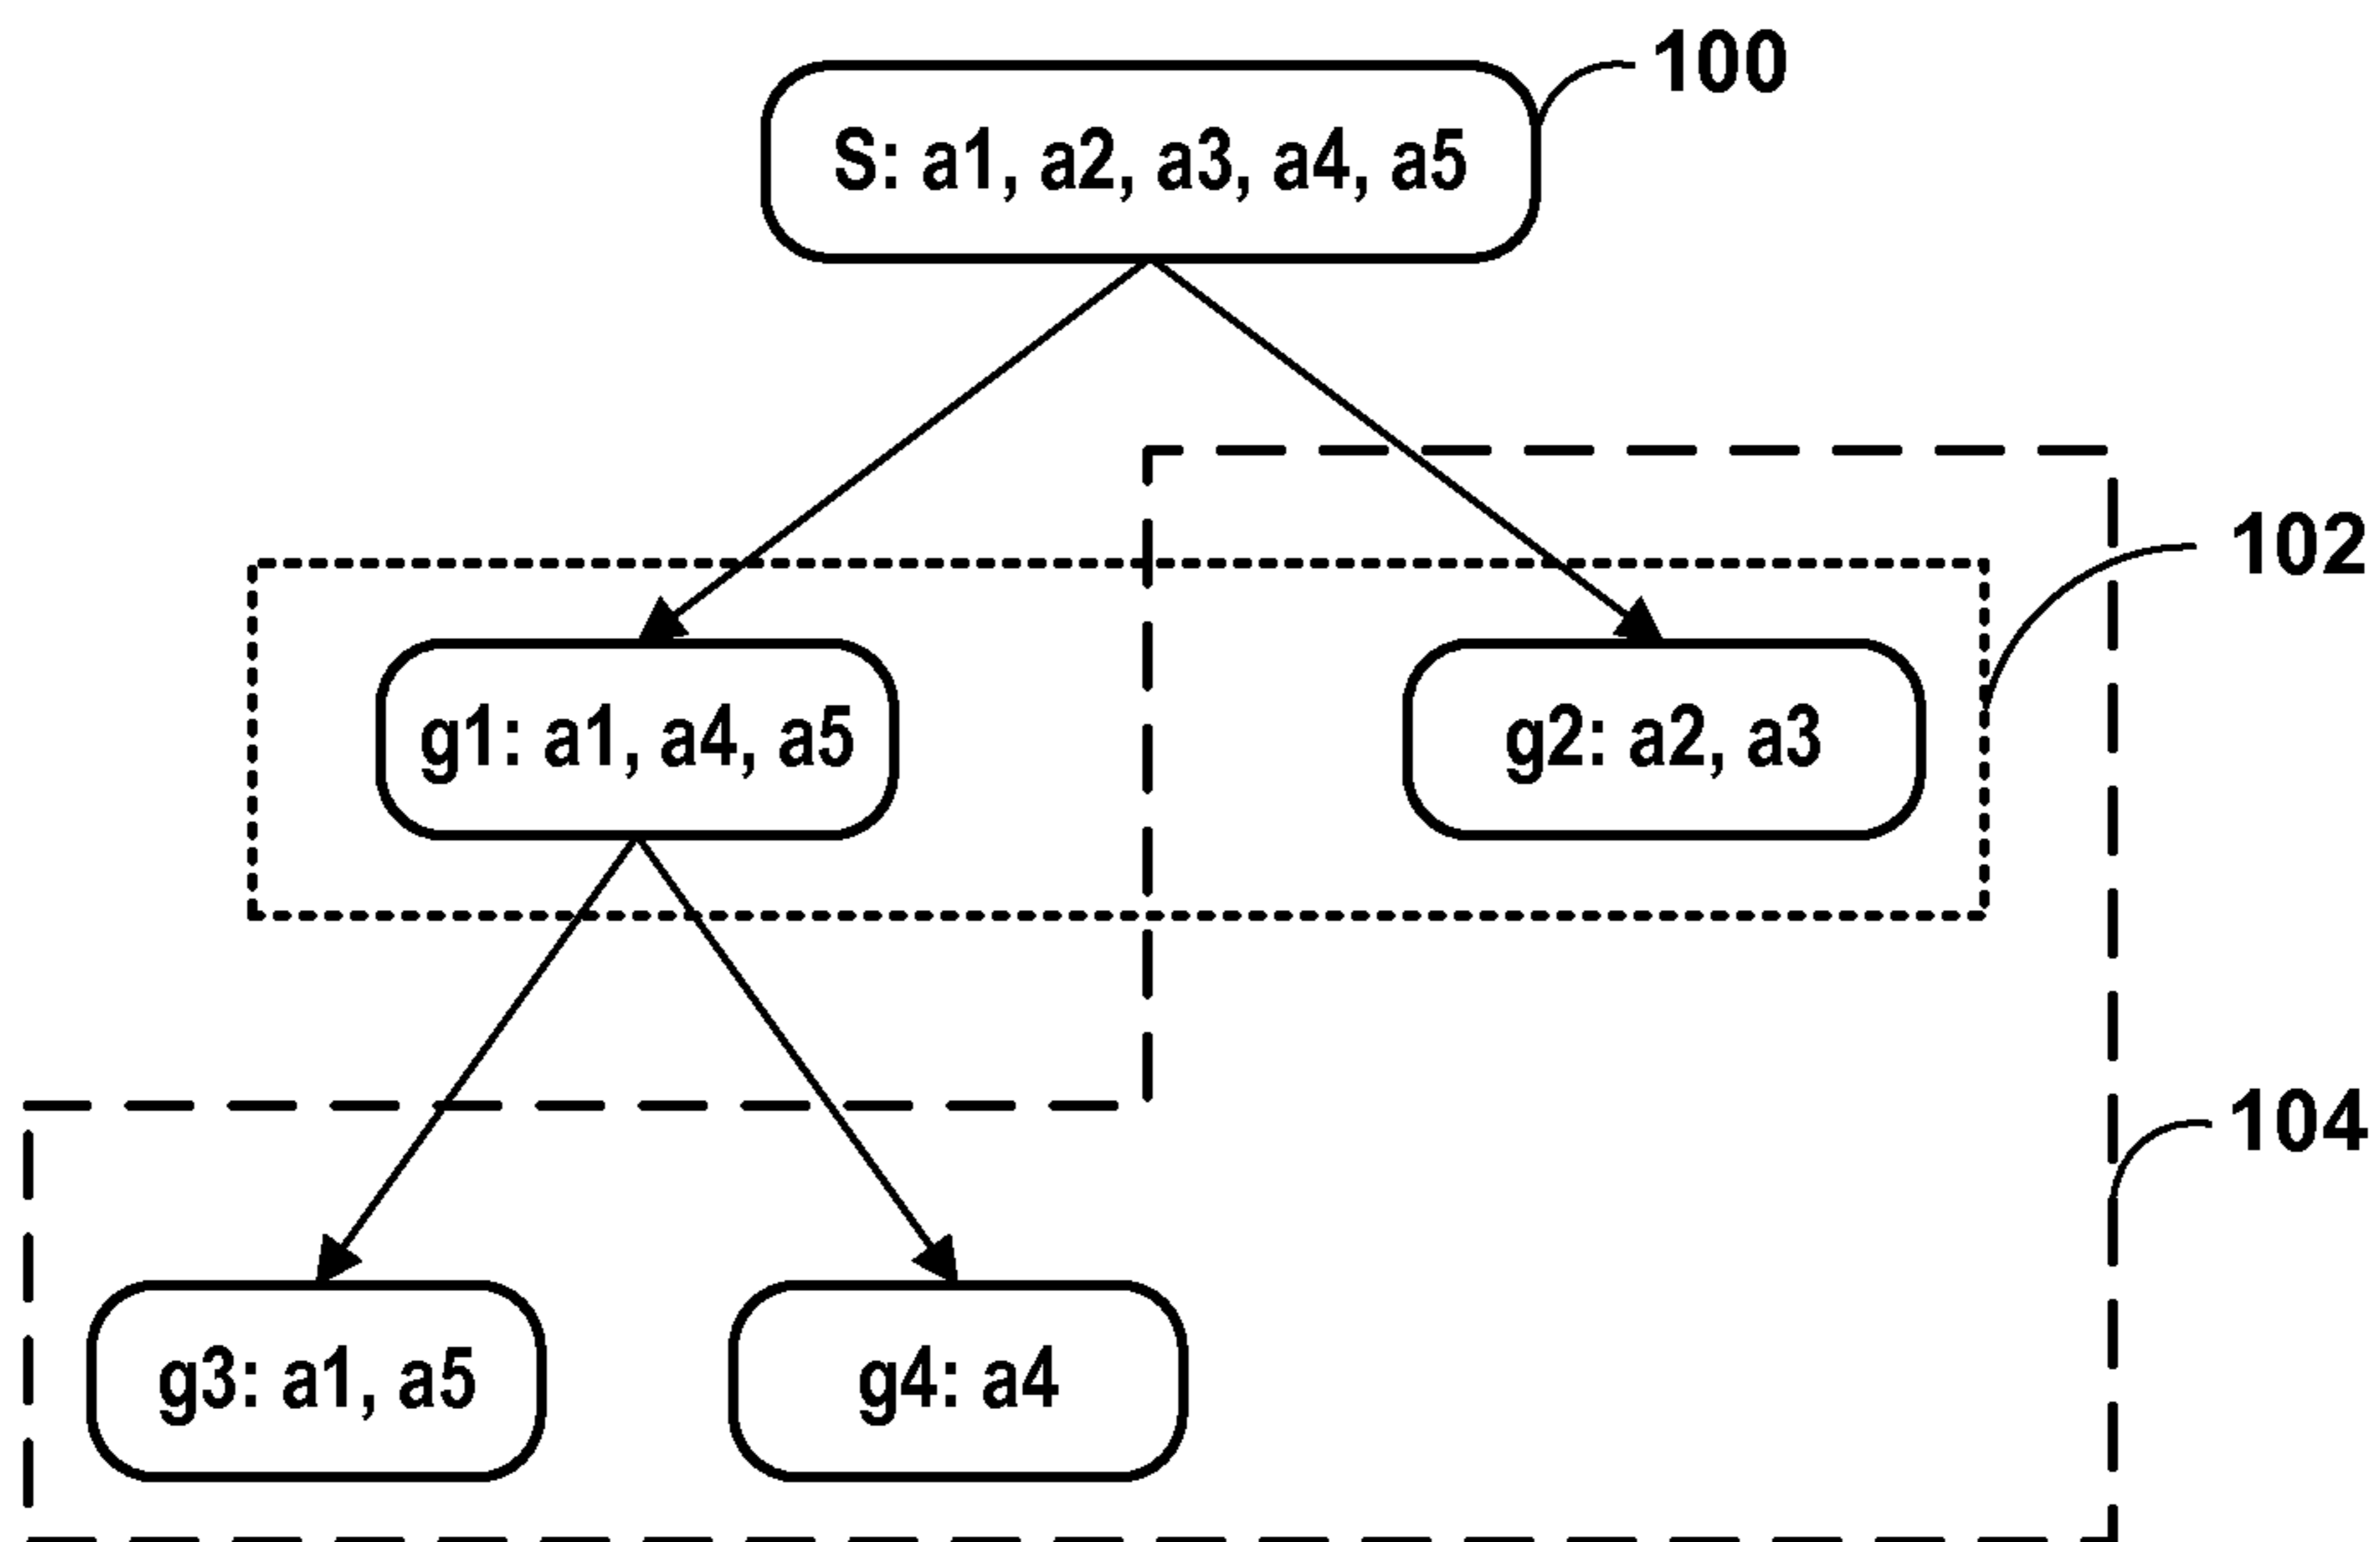 100
S: a1, a2, a3, a4, a5
102
g1: a1, a4, a5
g2: a2, a3
104
g3: a1, a5
g4: a4